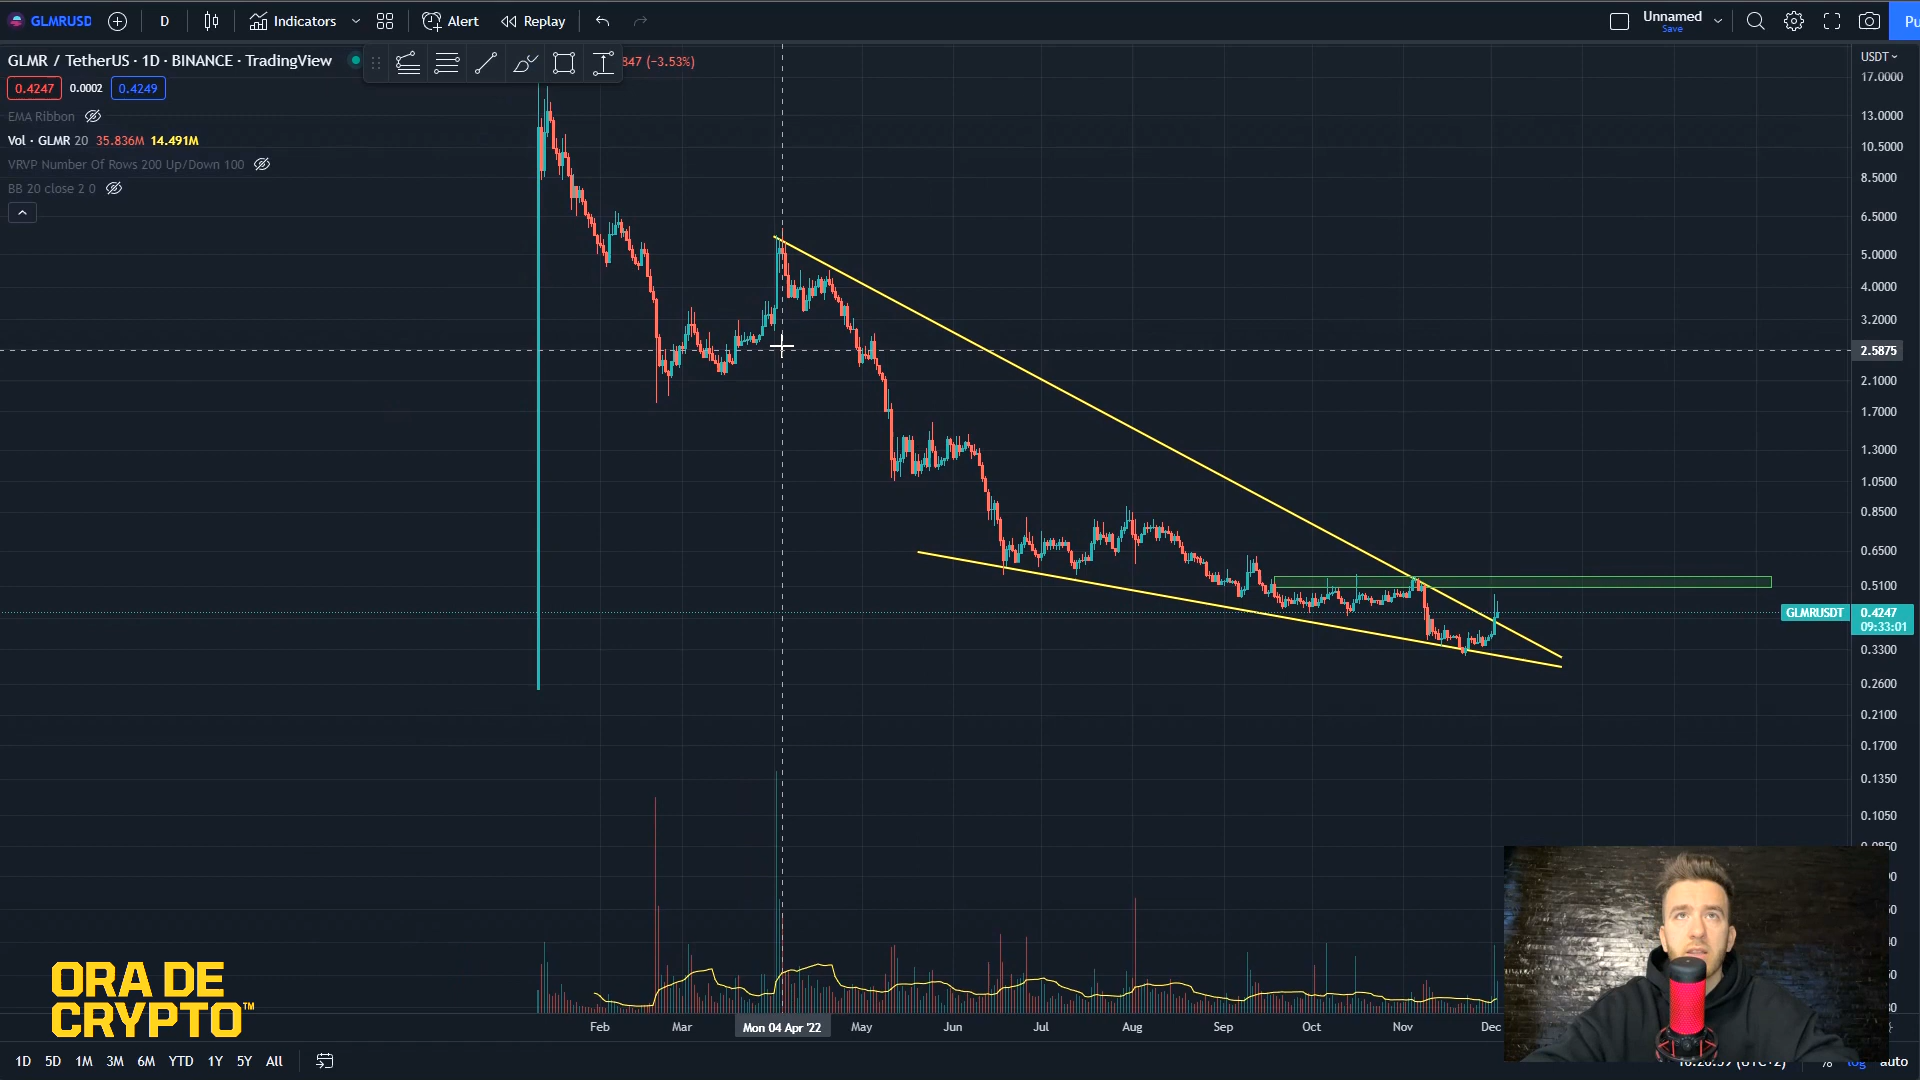 GLMRUSD D Indicators Alert Replay Unnamed
Save
GLMR / TetherUS · 1D · BINANCE · TradingView 847 (−3.53%) USDT
0.4247 0.0002 0.4249
EMA Ribbon
Vol · GLMR 20 35.836M 14.491M
VRVP Number Of Rows 200 Up/Down 100
BB 20 close 2 0
17.0000
13.0000
10.5000
8.5000
6.5000
5.0000
4.0000
3.2000
2.5875
2.1000
1.7000
1.3000
1.0500
0.8500
0.6500
0.5100
GLMRUSDT 0.4247
09:33:01
0.3300
0.2600
0.2100
0.1700
0.1350
0.1050
ORA DE
CRYPTO™
Feb Mar Mon 04 Apr '22 May Jun Jul Aug Sep Oct Nov Dec
1D 5D 1M 3M 6M YTD 1Y 5Y All % log auto